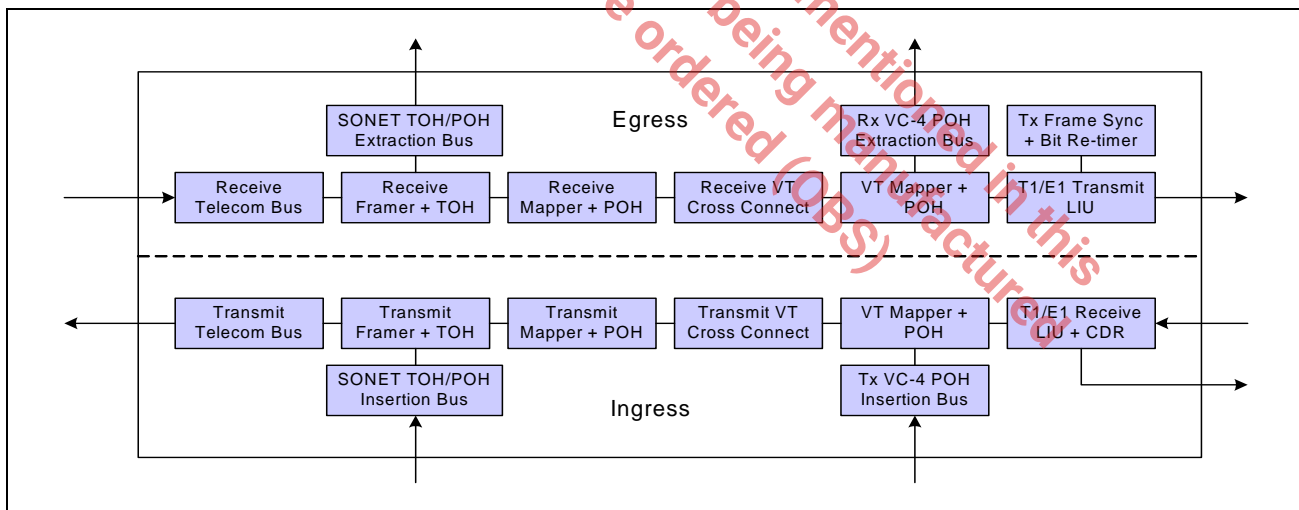 mentioned in this
being manufactured
e ordered (OBS)
SONET TOH/POH
Extraction Bus
Egress
Rx VC-4 POH
Extraction Bus
Tx Frame Sync
+ Bit Re-timer
Receive
Telecom Bus
Receive
Framer + TOH
Receive
Mapper + POH
Receive VT
Cross Connect
VT Mapper +
POH
T1/E1 Transmit
LIU
Transmit
Telecom Bus
Transmit
Framer + TOH
Transmit
Mapper + POH
Transmit VT
Cross Connect
VT Mapper +
POH
T1/E1 Receive
LIU + CDR
SONET TOH/POH
Insertion Bus
Ingress
Tx VC-4 POH
Insertion Bus